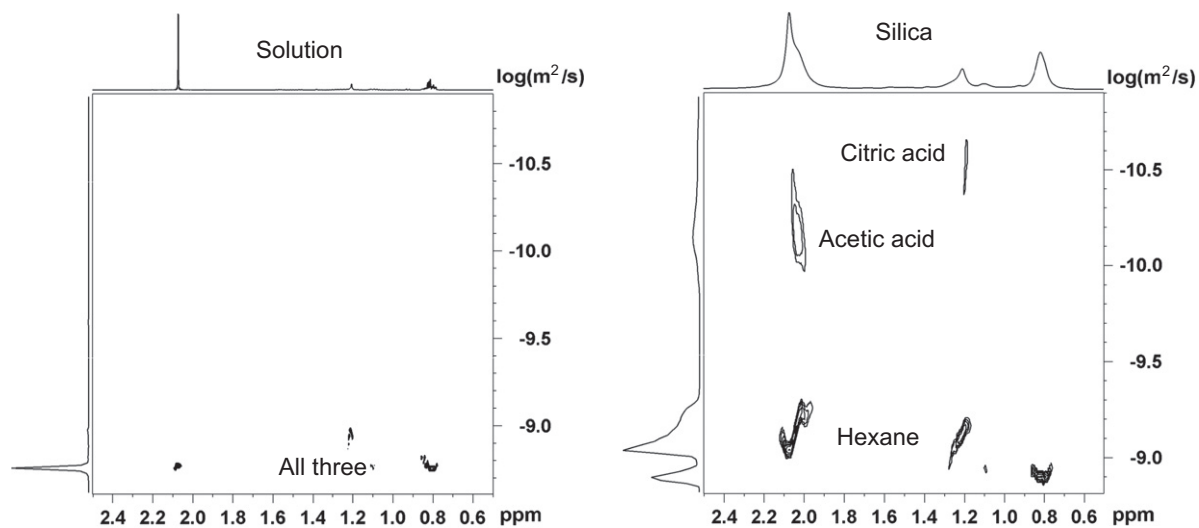 Solution
log(m²/s)
-10.5
-10.0
-9.5
-9.0
All three
2.4 2.2 2.0 1.8 1.6 1.4 1.2 1.0 0.8 0.6 ppm
Silica
log(m²/s)
Citric acid
-10.5
Acetic acid
-10.0
-9.5
Hexane
-9.0
2.4 2.2 2.0 1.8 1.6 1.4 1.2 1.0 0.8 0.6 ppm